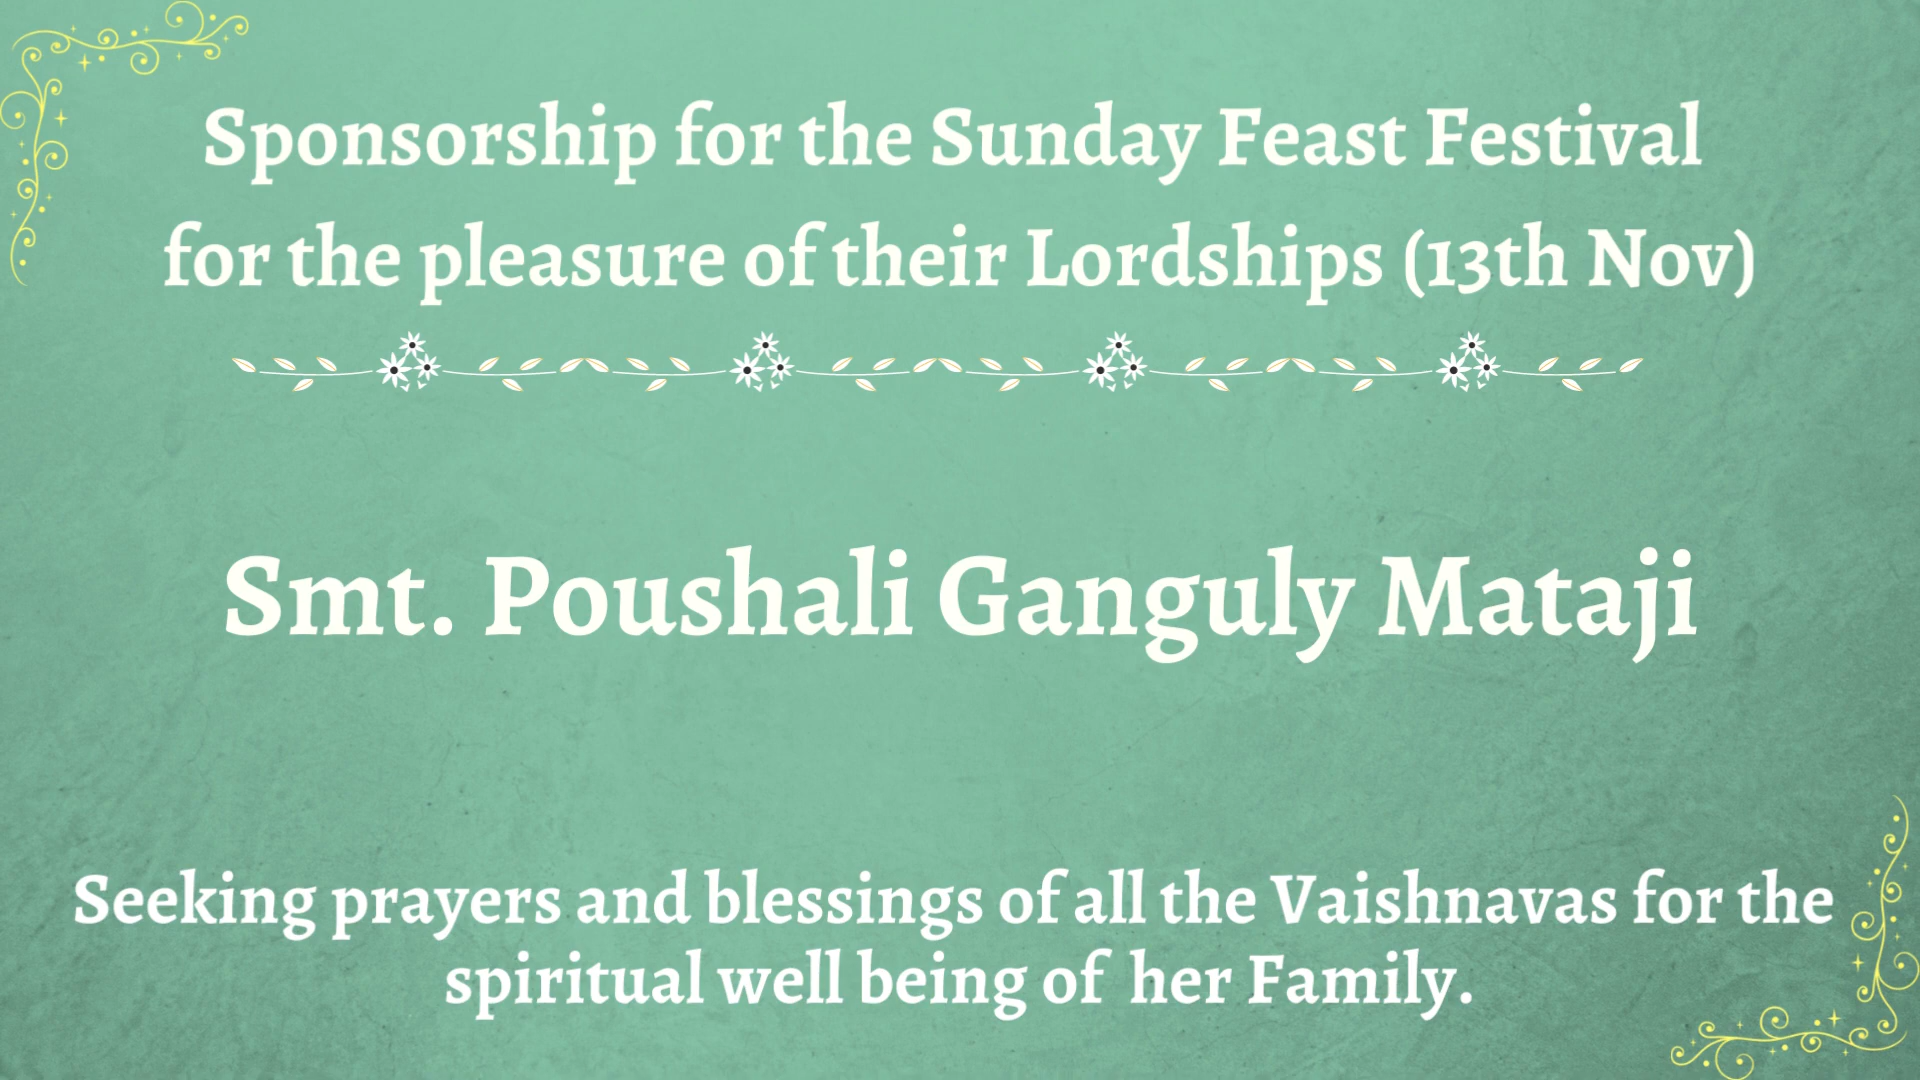 Sponsorship for the Sunday Feast Festival
for the pleasure of their Lordships (13th Nov)
Smt. Poushali Ganguly Mataji
Seeking prayers and blessings of all the Vaishnavas for the
spiritual well being of her Family.